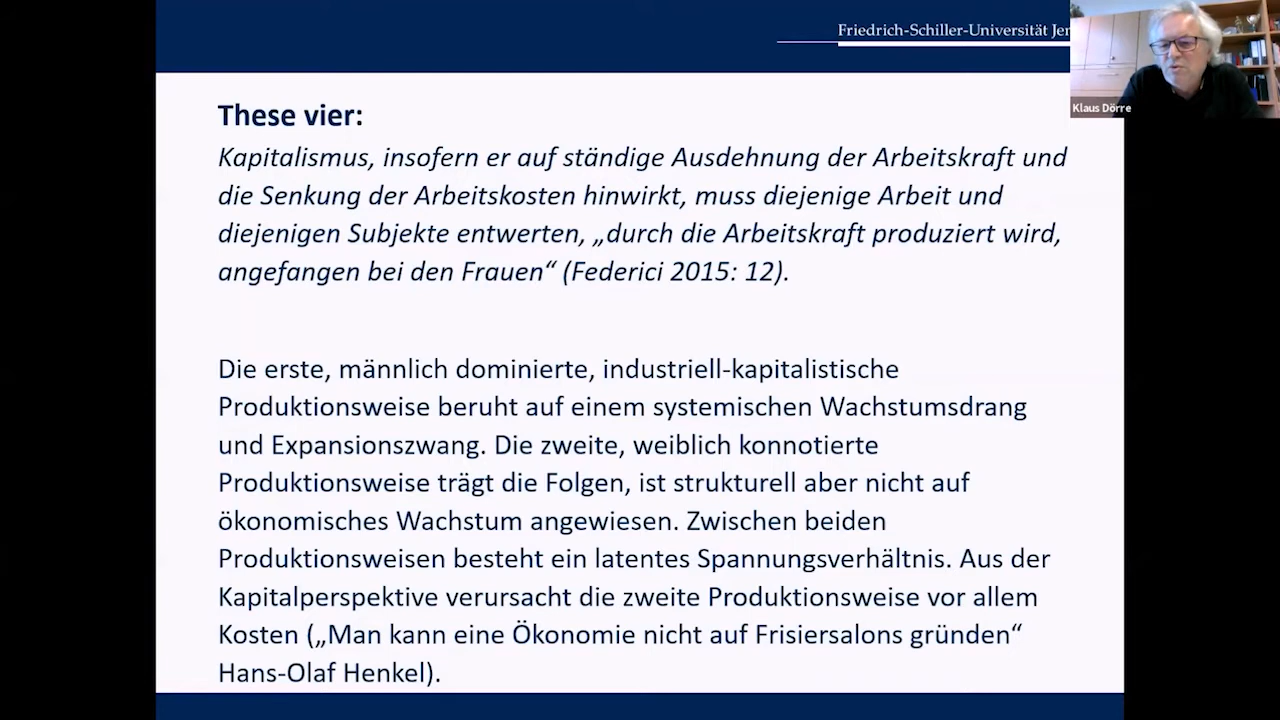 Friedrich-Schiller-Universität
Klaus Dörre
These vier:
Kapitalismus, insofern er auf ständige Ausdehnung der Arbeitskraft und
die Senkung der Arbeitskosten hinwirkt, muss diejenige Arbeit und
diejenigen Subjekte entwerten, „durch die Arbeitskraft produziert wird,
angefangen bei den Frauen“ (Federici 2015: 12).
Die erste, männlich dominierte, industriell-kapitalistische
Produktionsweise beruht auf einem systemischen Wachstumsdrang
und Expansionszwang. Die zweite, weiblich konnotierte
Produktionsweise trägt die Folgen, ist strukturell aber nicht auf
ökonomisches Wachstum angewiesen. Zwischen beiden
Produktionsweisen besteht ein latentes Spannungsverhältnis. Aus der
Kapitalperspektive verursacht die zweite Produktionsweise vor allem
Kosten („Man kann eine Ökonomie nicht auf Frisiersalons gründen“
Hans-Olaf Henkel).